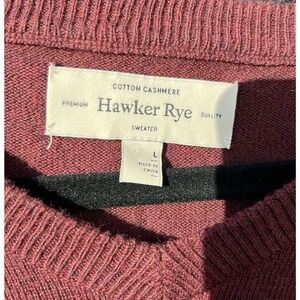 COTTON CASHMERE
PREMIUM Hawker Rye QUALITY
SWEATER
L
MADE IN
CHINA